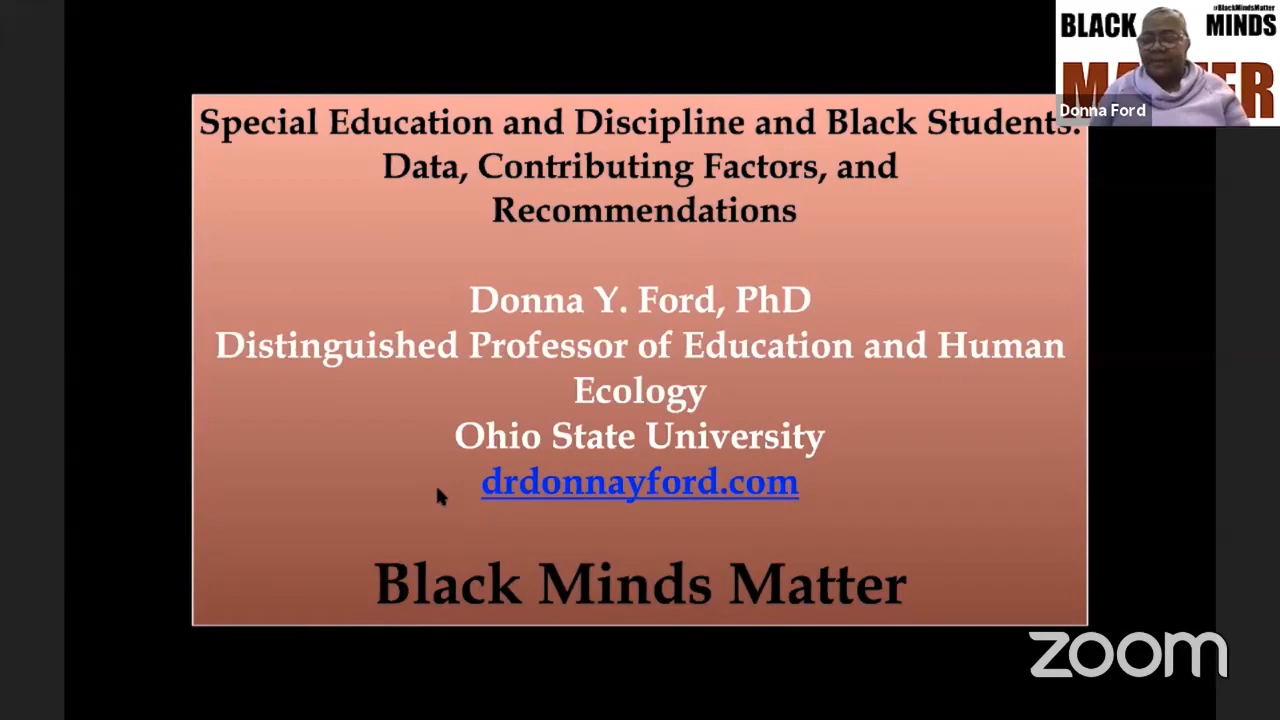 #BlackMindsMatter
BLACK MINDS
Donna Ford
Special Education and Discipline and Black Students:
Data, Contributing Factors, and
Recommendations
Donna Y. Ford, PhD
Distinguished Professor of Education and Human
Ecology
Ohio State University
drdonnayford.com
Black Minds Matter
zoom